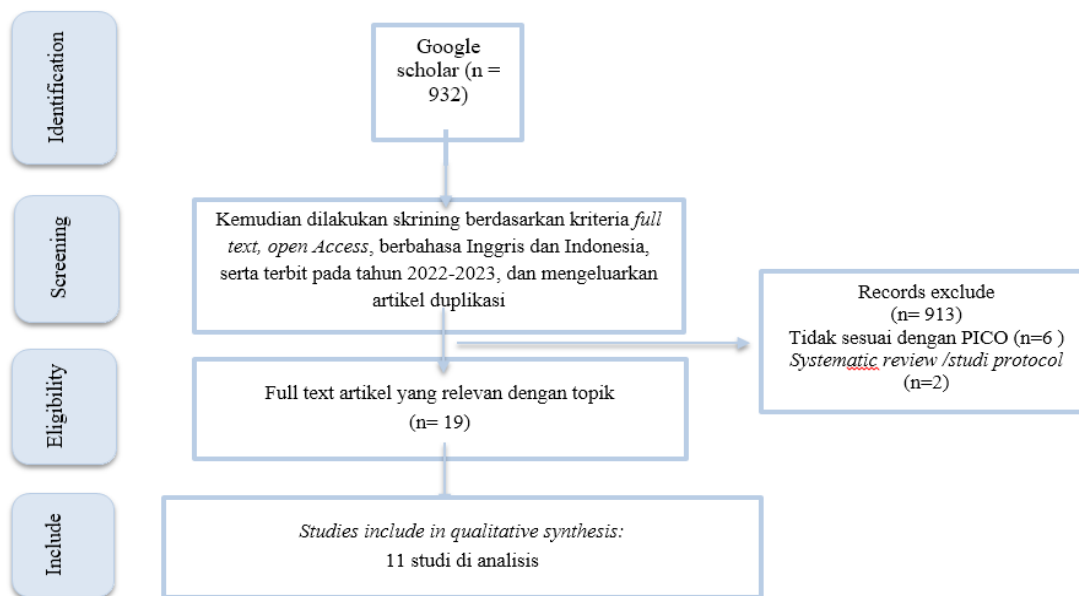 Identification
Google
scholar (n =
932)
Screening
Kemudian dilakukan skrining berdasarkan kriteria full
text, open Access, berbahasa Inggris dan Indonesia,
serta terbit pada tahun 2022-2023, dan mengeluarkan
artikel duplikasi
Records exclude
(n= 913)
Tidak sesuai dengan PICO (n=6 )
Systematic review /studi protocol
(n=2)
Eligibility
Full text artikel yang relevan dengan topik
(n= 19)
Include
Studies include in qualitative synthesis:
11 studi di analisis